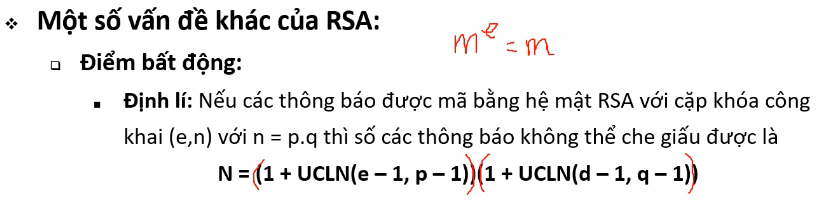 ❖ Một số vấn đề khác của RSA:
m^e = m
❑ Điểm bất động:
▪ Định lí: Nếu các thông báo được mã bằng hệ mật RSA với cặp khóa công
khai (e,n) với n = p.q thì số các thông báo không thể che giấu được là
N = (1 + UCLN(e – 1, p – 1))(1 + UCLN(d – 1, q – 1))